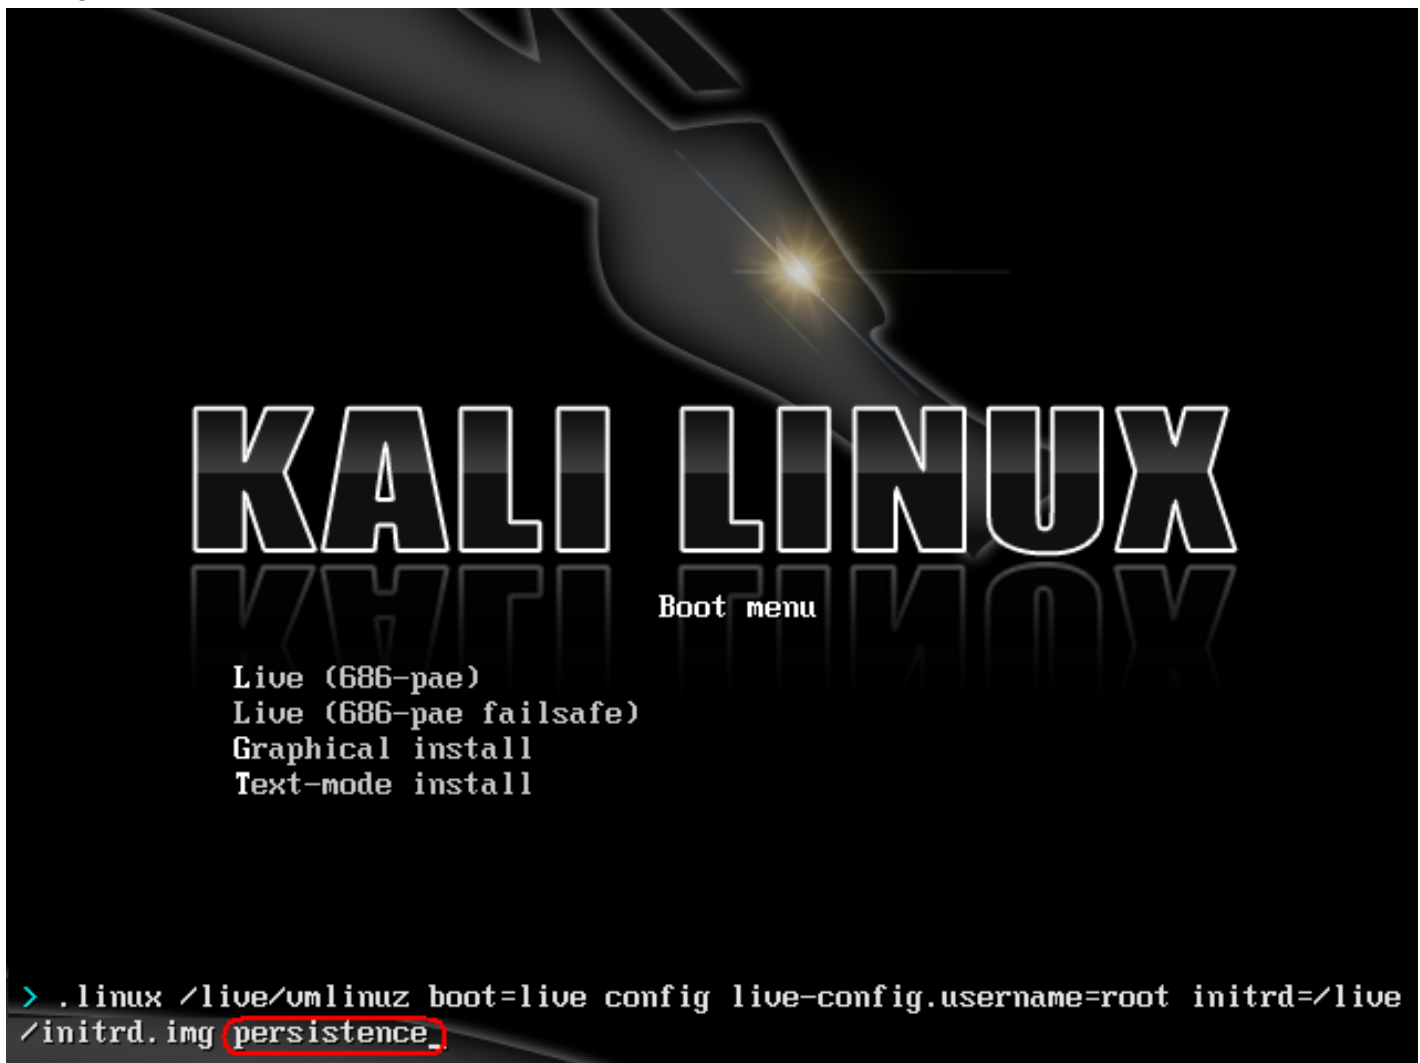 KALI LINUX
Boot menu
Live (686-pae)
Live (686-pae failsafe)
Graphical install
Text-mode install
> .linux /live/vmlinuz boot=live config live-config.username=root initrd=/live
/initrd.img persistence_